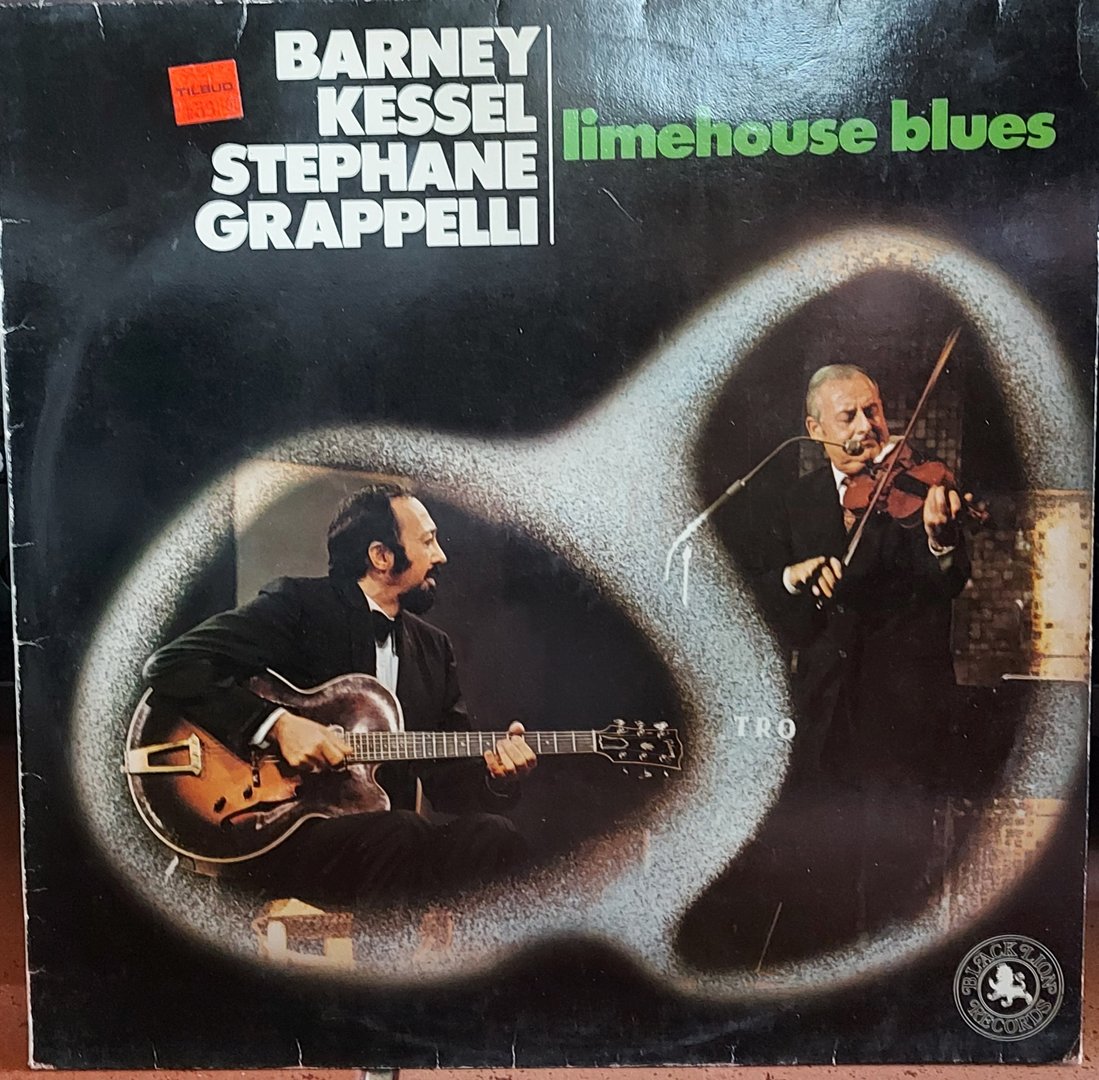 BARNEY
KESSEL
STEPHANE
GRAPPELLI
limehouse blues
TILBUD
TRO
BLACK LION
RECORDS